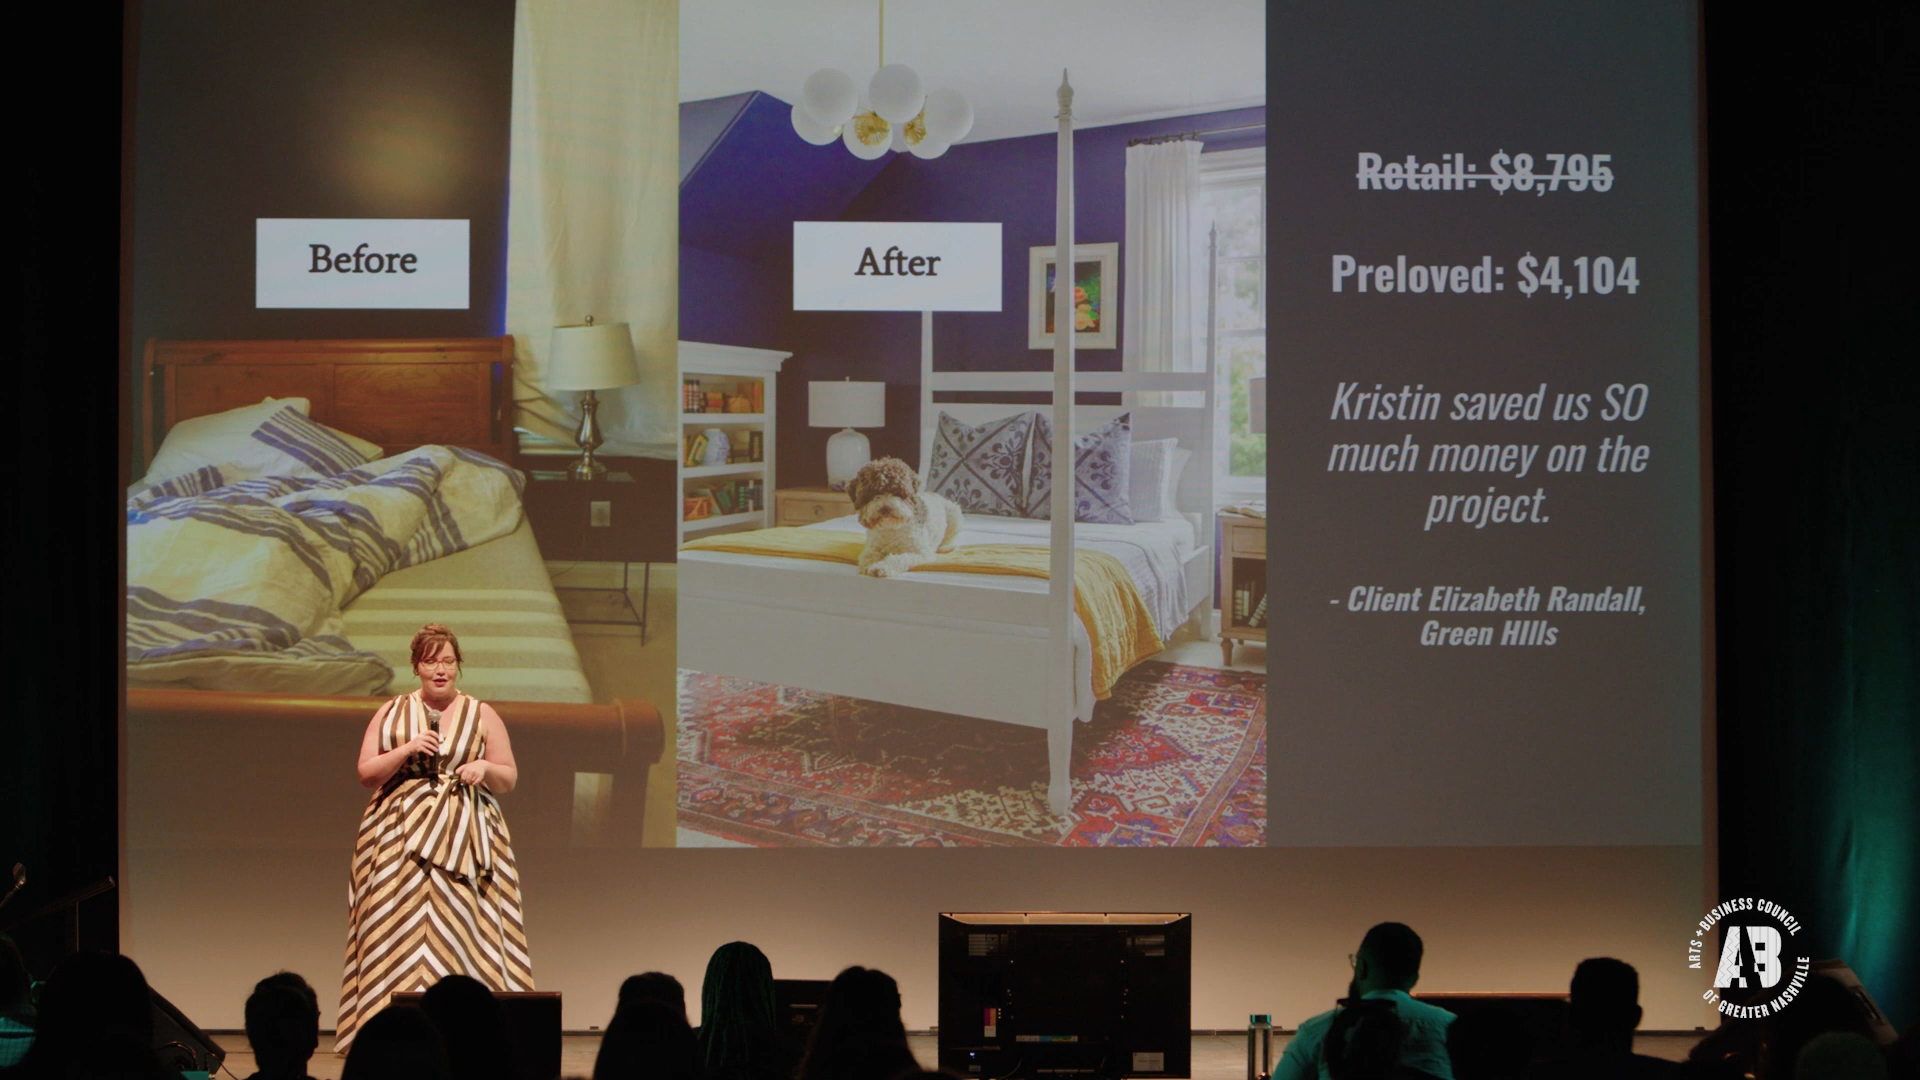 Before
After
Retail: $8,795
Preloved: $4,104
Kristin saved us SO
much money on the
project.
- Client Elizabeth Randall,
Green HIlls
ARTS + BUSINESS COUNCIL
AB
OF GREATER NASHVILLE